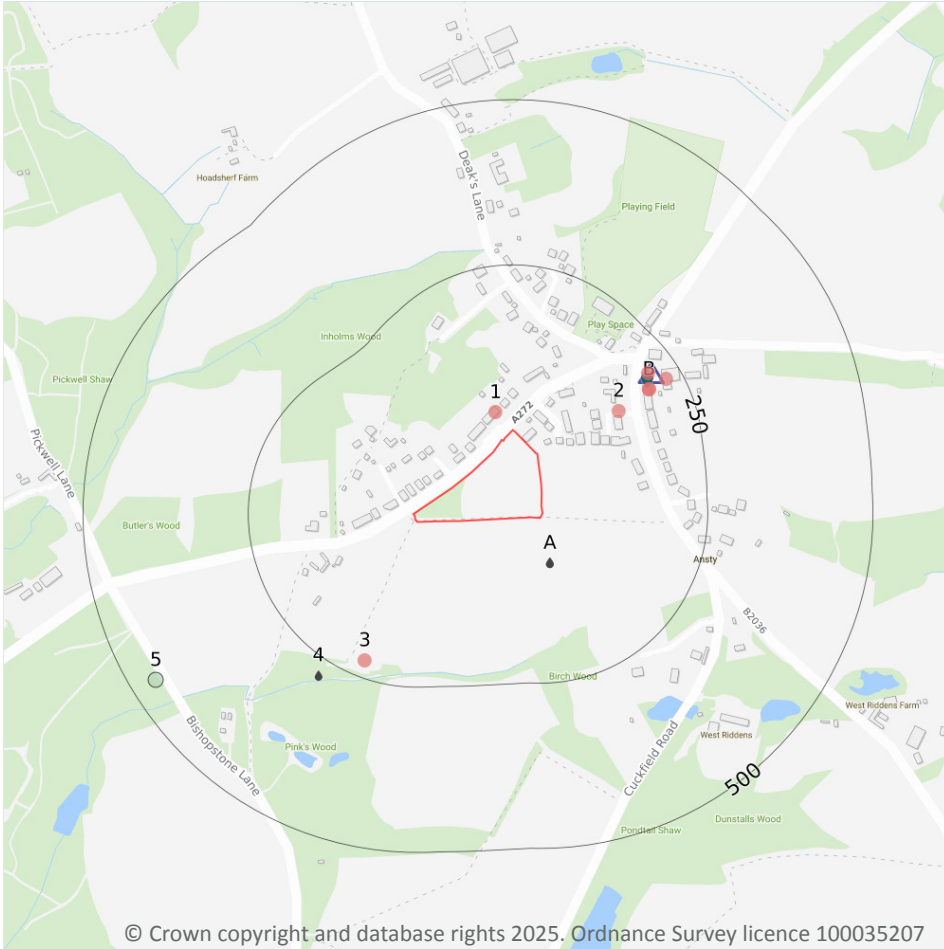 Deak's Lane
Hoadsherf Farm
Playing Field
Play Space
Inholms Wood
B
Pickwell Shaw
1
2
A272
250
Pickwell Lane
Butler's Wood
A
Ansty
B2036
3
4
5
Birch Wood
West Riddens Farm
West Riddens
Bishopstone Lane
Pink's Wood
Cuckfield Road
500
Dunstalls Wood
Pondtail Shaw
© Crown copyright and database rights 2025. Ordnance Survey licence 100035207